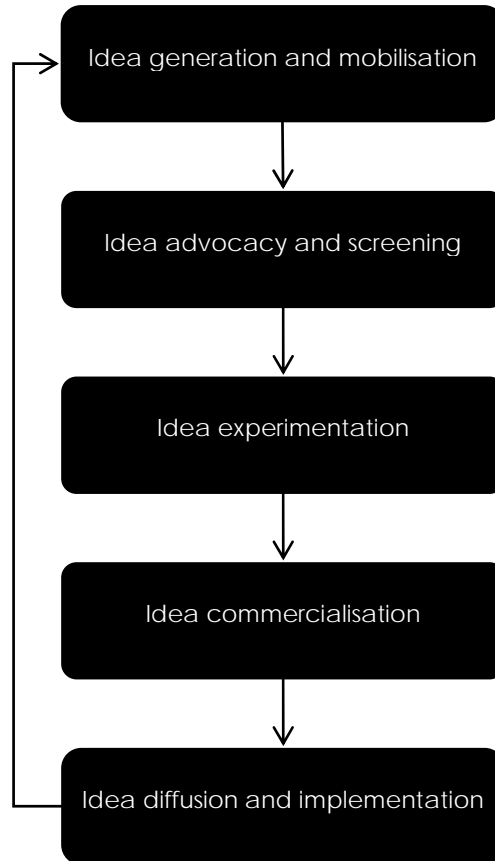 Idea generation and mobilisation
Idea advocacy and screening
Idea experimentation
Idea commercialisation
Idea diffusion and implementation